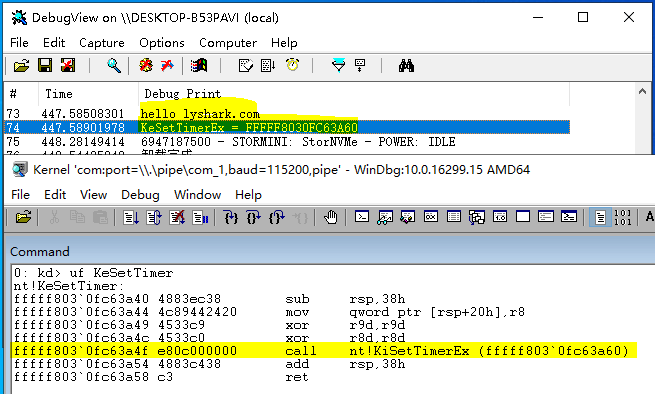 DebugView on \\DESKTOP-B53PAVI (local)
File Edit Capture Options Computer Help
# Time Debug Print
73 447.58508301 hello lyshark.com
74 447.58901978 KeSetTimerEx = FFFFF8030FC63A60
75 448.28149414 6947187500 - STORMINI: StorNVMe - POWER: IDLE
Kernel 'com:port=\\.\pipe\com_1,baud=115200,pipe' - WinDbg:10.0.16299.15 AMD64
File Edit View Debug Window Help
101
101
A
Command
0: kd> uf KeSetTimer
nt!KeSetTimer:
fffff803`0fc63a40 4883ec38 sub rsp,38h
fffff803`0fc63a44 4c89442420 mov qword ptr [rsp+20h],r8
fffff803`0fc63a49 4533c9 xor r9d,r9d
fffff803`0fc63a4c 4533c0 xor r8d,r8d
fffff803`0fc63a4f e80c000000 call nt!KiSetTimerEx (fffff803`0fc63a60)
fffff803`0fc63a54 4883c438 add rsp,38h
fffff803`0fc63a58 c3 ret